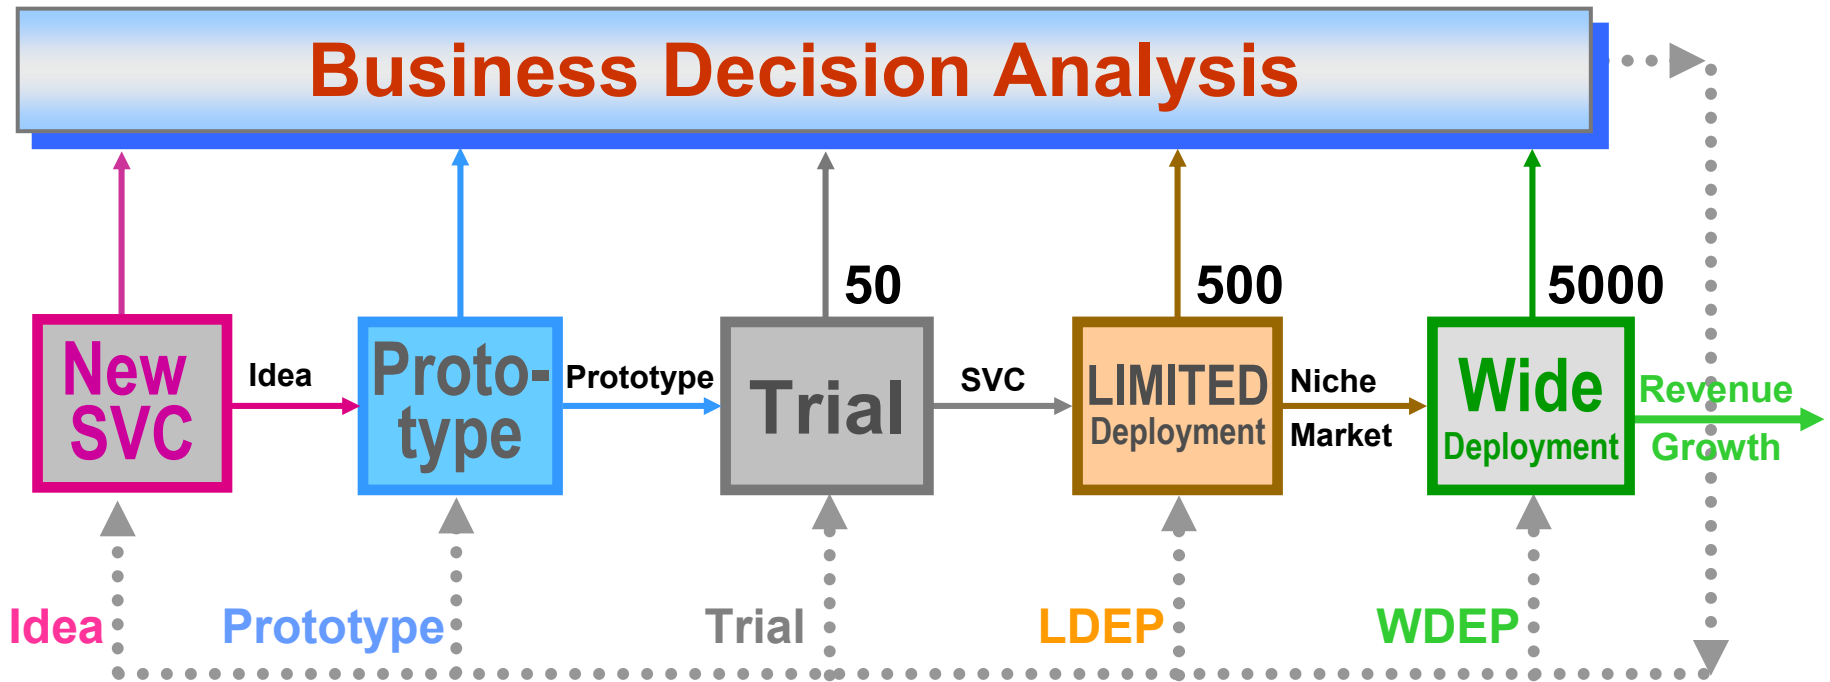 Business Decision Analysis
50
500
5000
New
SVC
Idea
Proto-
type
Prototype
Trial
SVC
LIMITED
Deployment
Niche
Market
Wide
Deployment
Revenue
Growth
Idea
Prototype
Trial
LDEP
WDEP